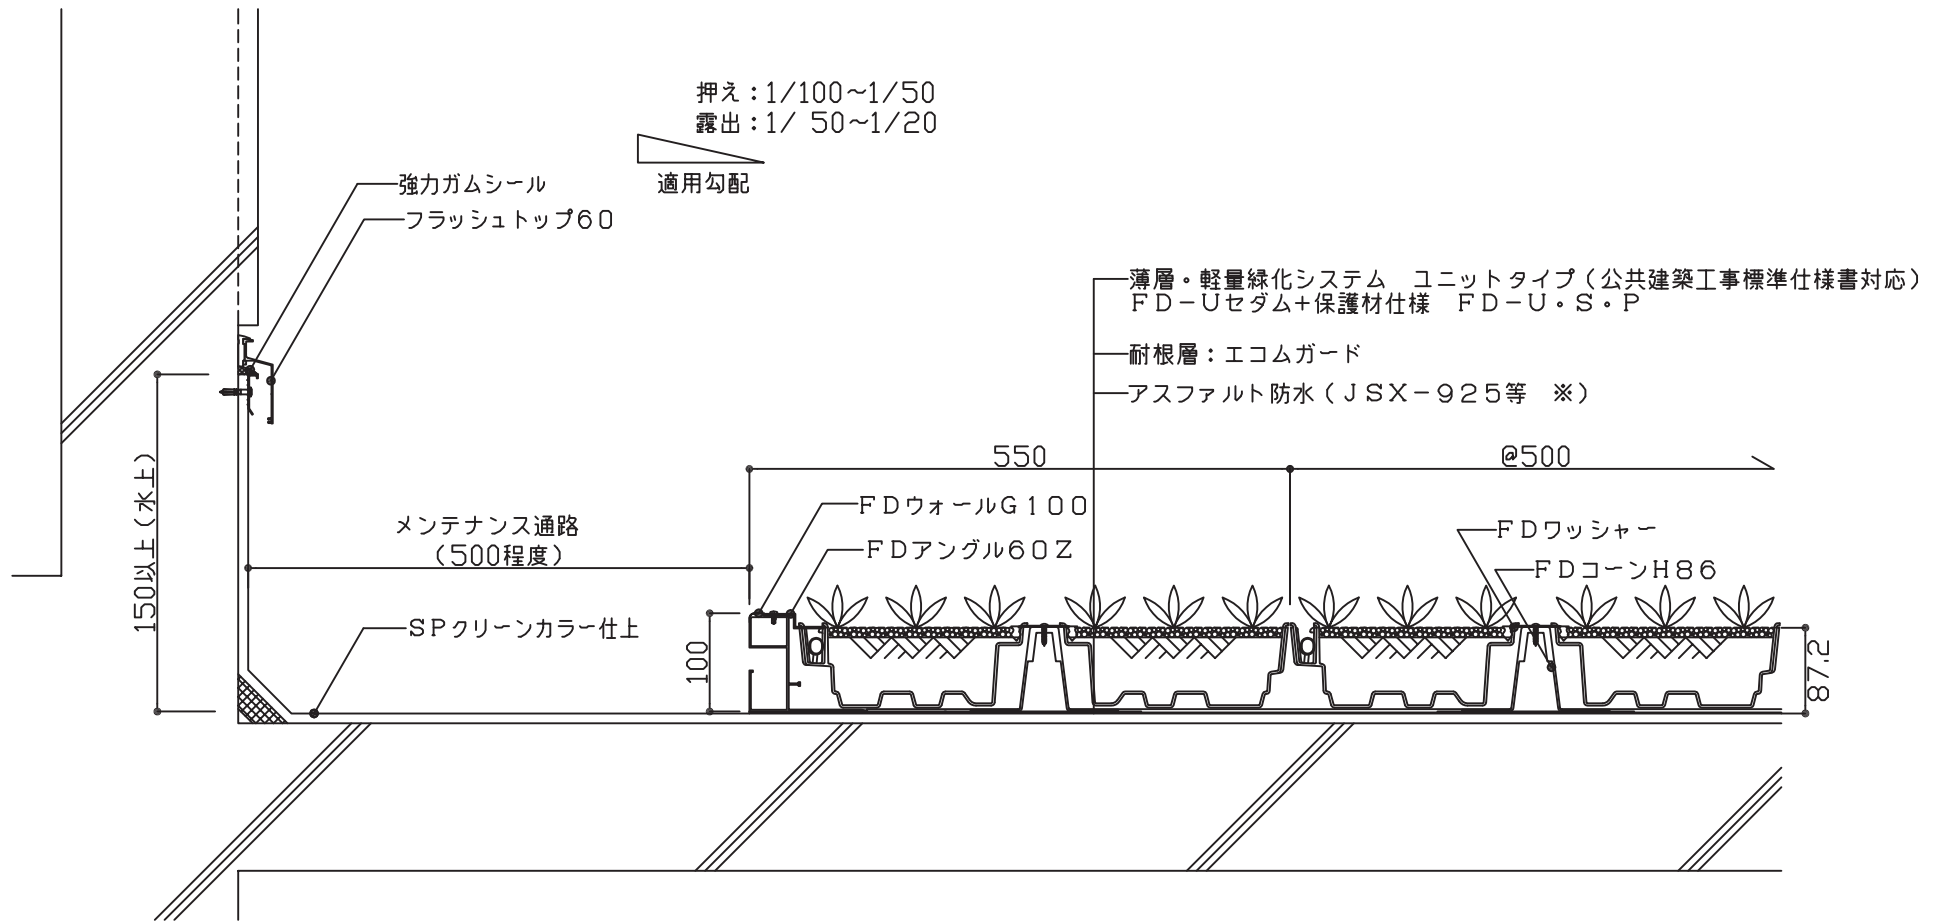 押え：1/100～1/50
露出：1/ 50～1/20
適用勾配
強力ガムシール
フラッシュトップ60
薄層・軽量緑化システム　ユニットタイプ（公共建築工事標準仕様書対応）
ＦＤ－Ｕセダム+保護材仕様　ＦＤ－Ｕ・Ｓ・Ｐ
耐根層：エコムガード
アスファルト防水（ＪＳＸ－９２５等　※）
550
@500
150以上（水上）
メンテナンス通路
（500程度）
ＦＤウォールＧ１００
ＦＤアングル６０Ｚ
ＦＤワッシャー
ＦＤコーンＨ８６
ＳＰクリーンカラー仕上
100
87.2